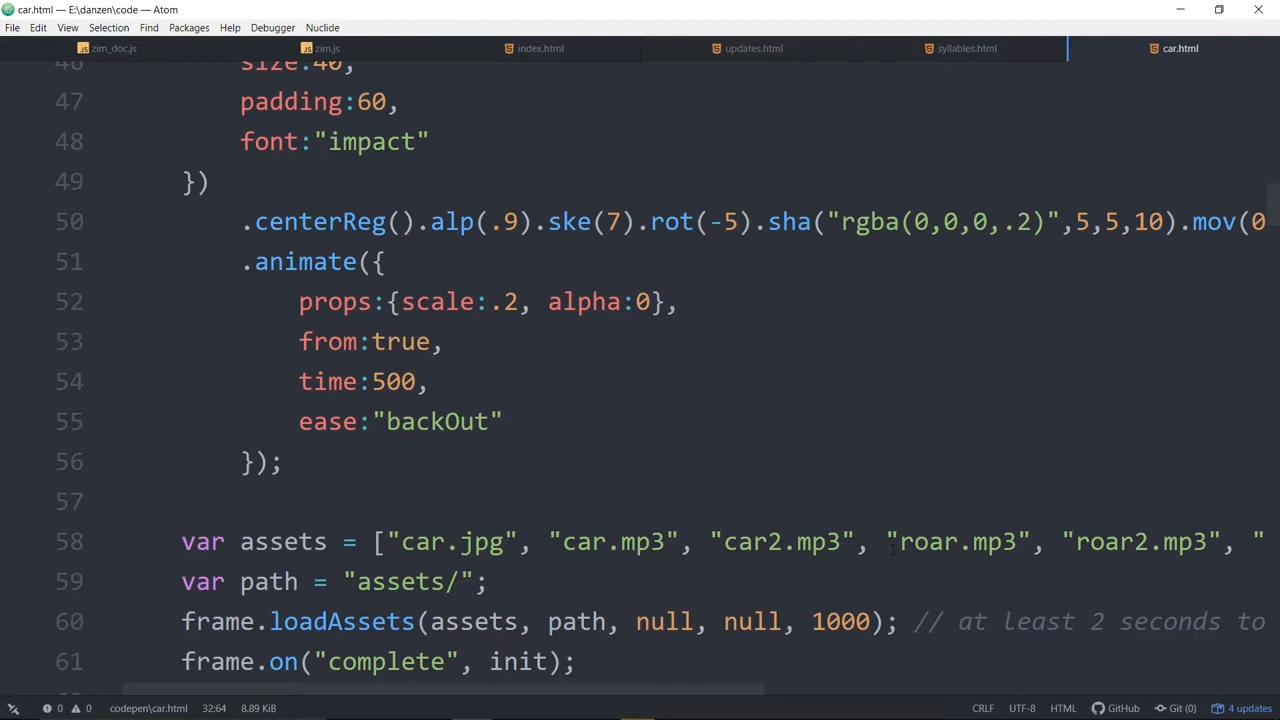 car.html — E:\danzen\code — Atom
File Edit View Selection Find Packages Help Debugger Nuclide
zim_doc.js zim.js index.html updates.html syllables.html car.html
46 size:40,
47 padding:60,
48 font:"impact"
49 })
50 .centerReg().alp(.9).ske(7).rot(-5).sha("rgba(0,0,0,.2)",5,5,10).mov(0
51 .animate({
52 props:{scale:.2, alpha:0},
53 from:true,
54 time:500,
55 ease:"backOut"
56 });
57
58 var assets = ["car.jpg", "car.mp3", "car2.mp3", "roar.mp3", "roar2.mp3", "
59 var path = "assets/";
60 frame.loadAssets(assets, path, null, null, 1000); // at least 2 seconds to
61 frame.on("complete", init);
0 0 codepen\car.html 32:64 8.89 KiB CRLF UTF-8 HTML GitHub Git (0) 4 updates